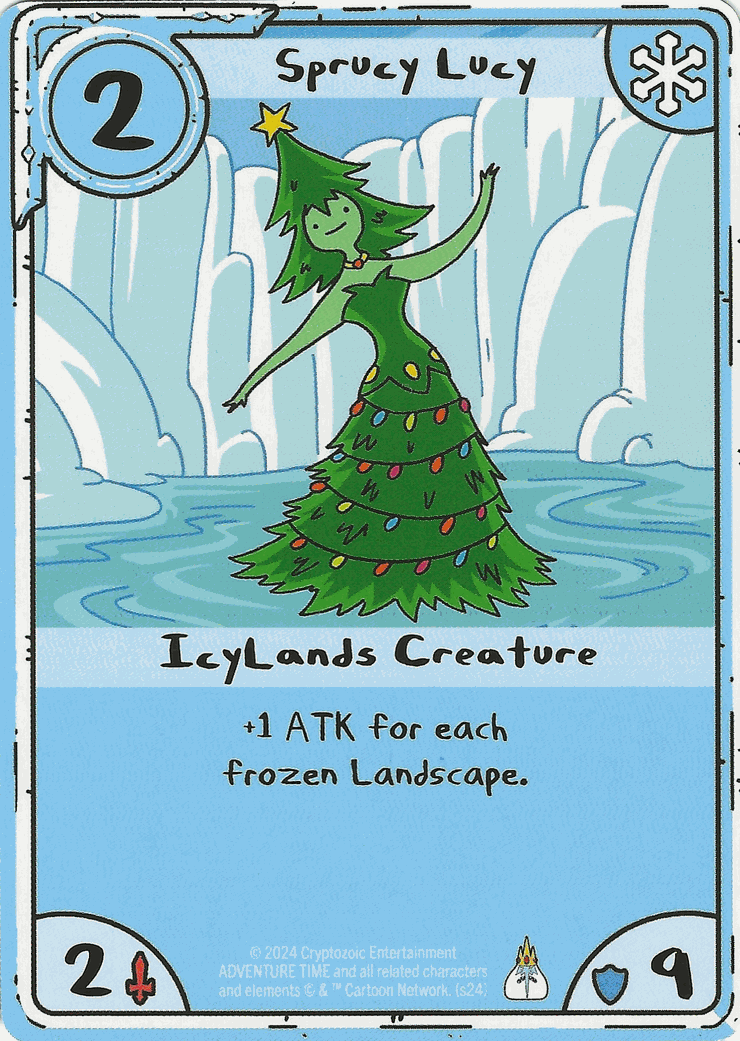 2
Sprucy Lucy
IcyLands Creature
+1 ATK for each
frozen Landscape.
2
© 2024 Cryptozoic Entertainment
ADVENTURE TIME and all related characters
and elements © & ™ Cartoon Network. (s24)
9